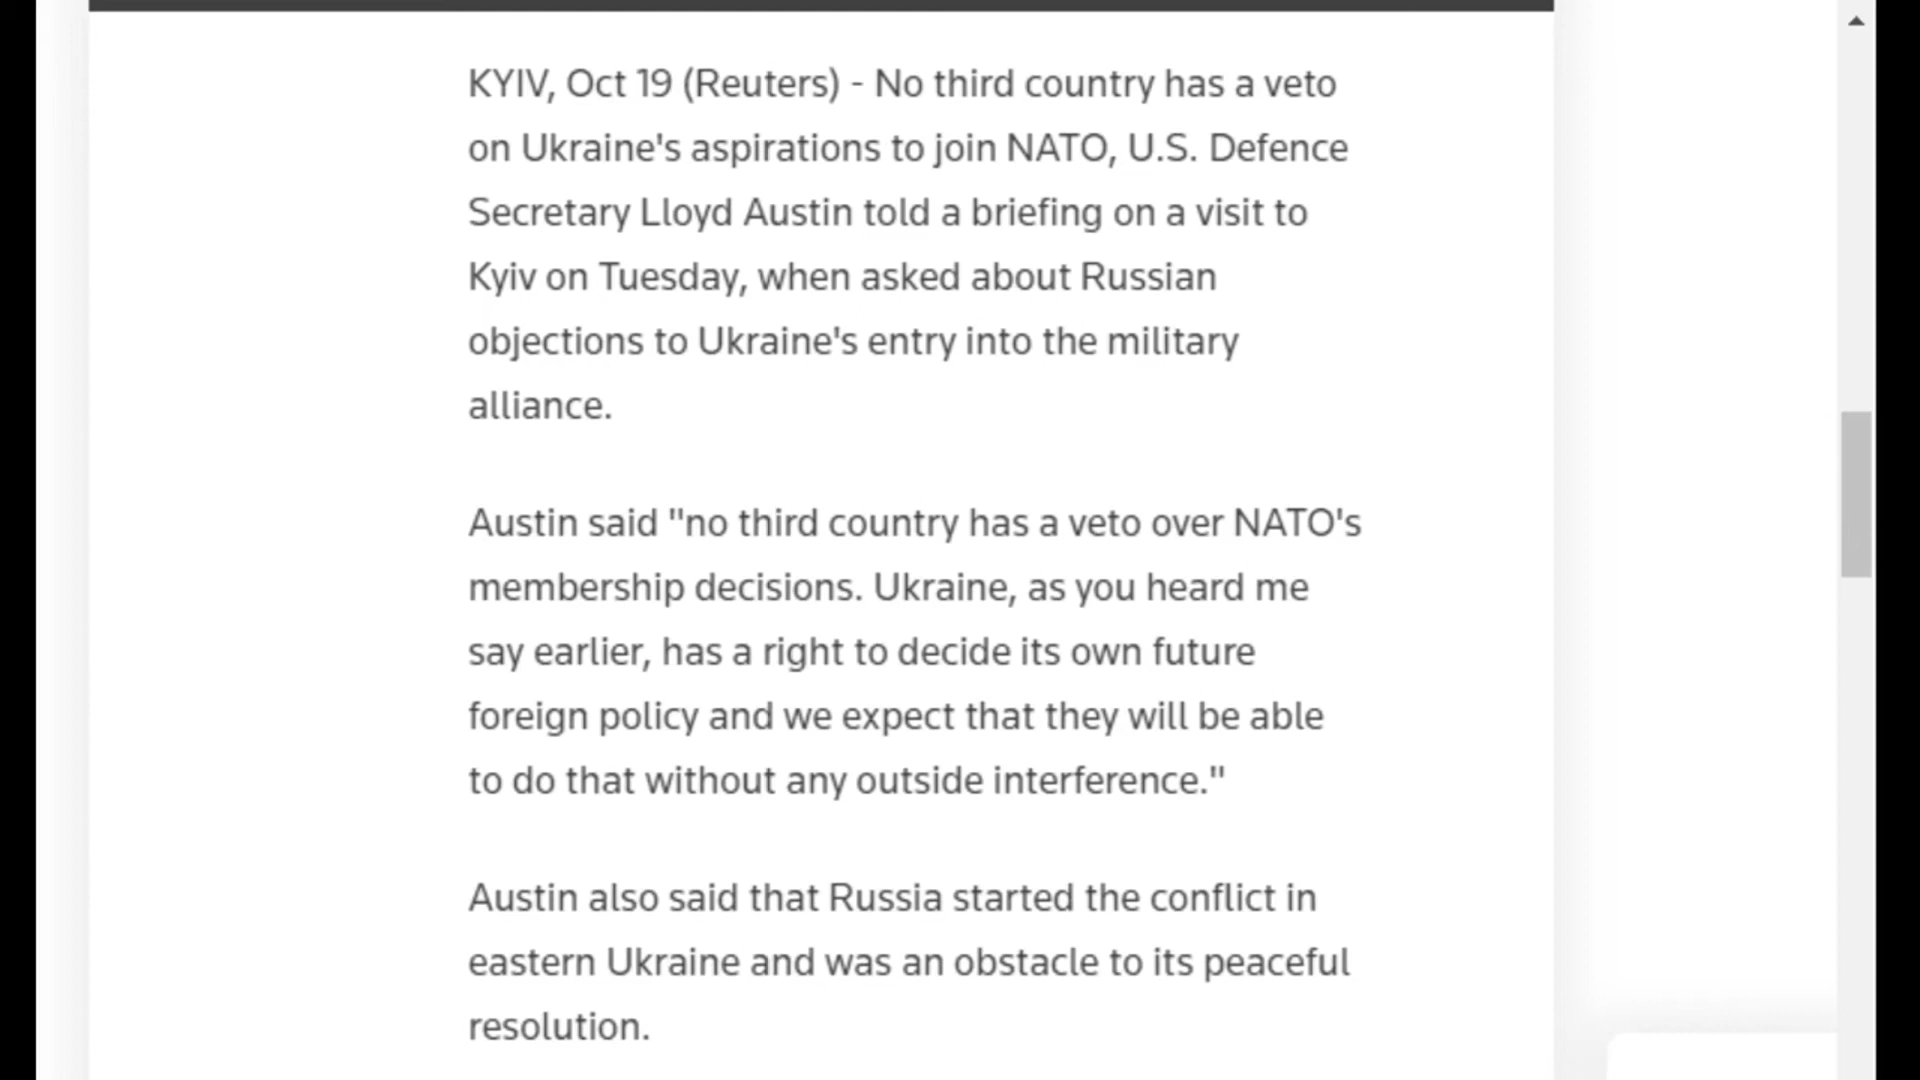 KYIV, Oct 19 (Reuters) - No third country has a veto
on Ukraine's aspirations to join NATO, U.S. Defence
Secretary Lloyd Austin told a briefing on a visit to
Kyiv on Tuesday, when asked about Russian
objections to Ukraine's entry into the military
alliance.
Austin said "no third country has a veto over NATO's
membership decisions. Ukraine, as you heard me
say earlier, has a right to decide its own future
foreign policy and we expect that they will be able
to do that without any outside interference."
Austin also said that Russia started the conflict in
eastern Ukraine and was an obstacle to its peaceful
resolution.